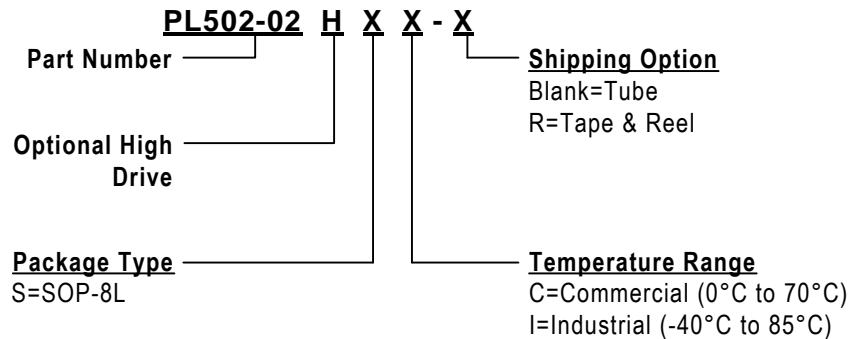 PL502-02 H X X - X
Part Number
Shipping Option
Blank=Tube
R=Tape & Reel
Optional High
Drive
Package Type
S=SOP-8L
Temperature Range
C=Commercial (0°C to 70°C)
I=Industrial (-40°C to 85°C)